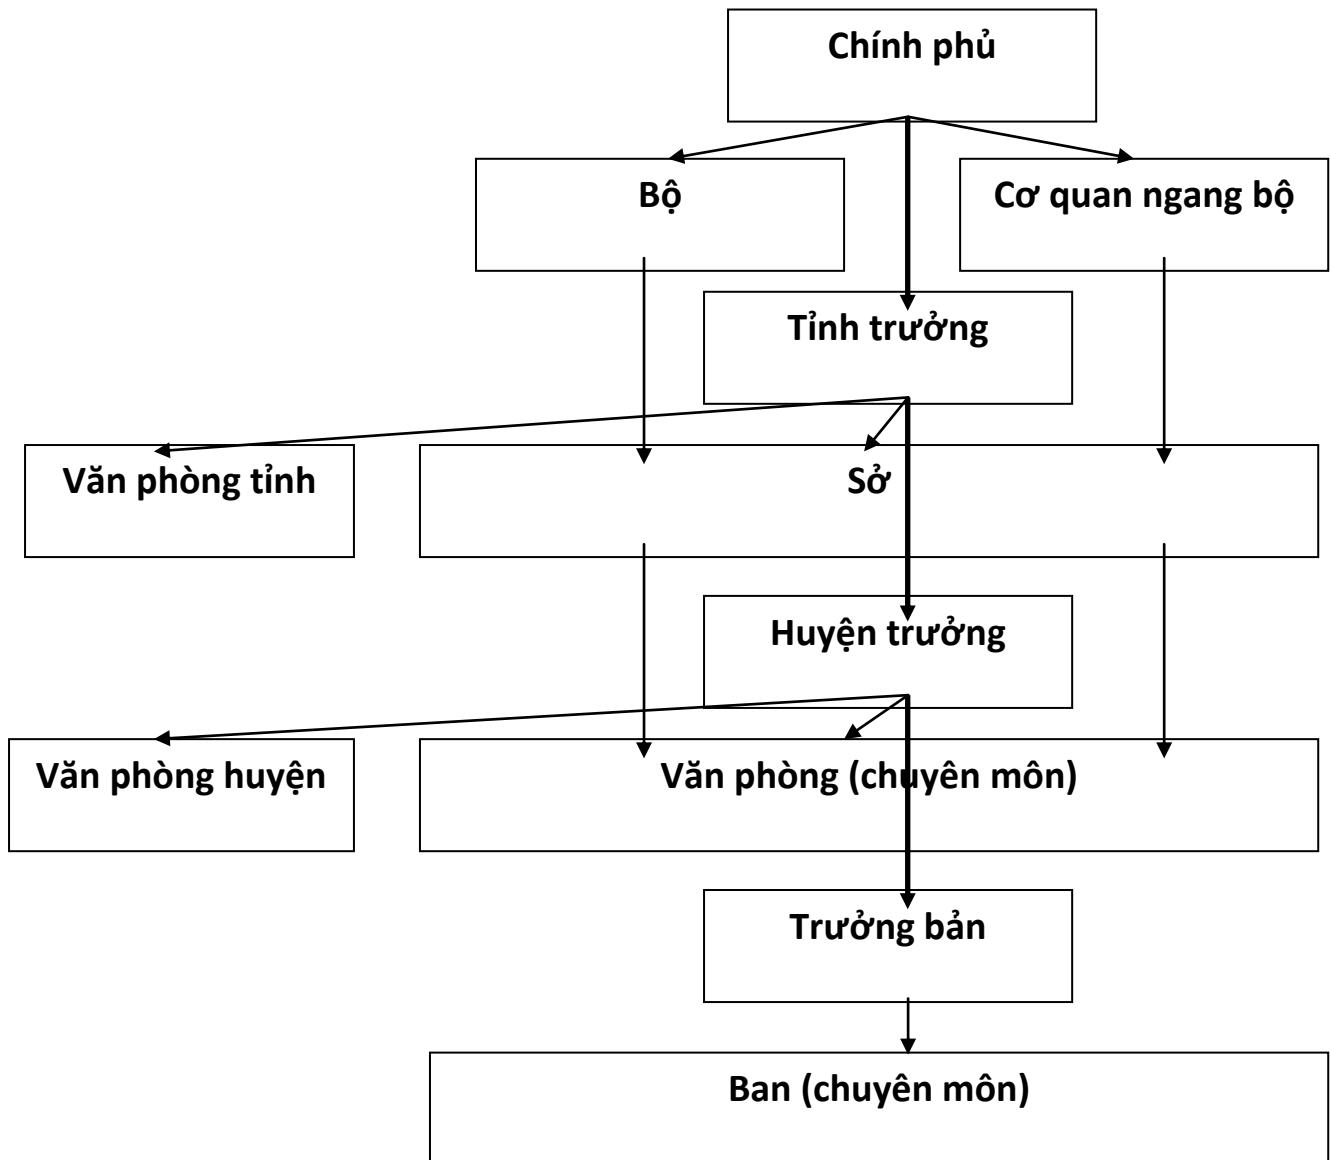 Chính phủ
Bộ
Cơ quan ngang bộ
Tỉnh trưởng
Văn phòng tỉnh
Sở
Huyện trưởng
Văn phòng huyện
Văn phòng (chuyên môn)
Trưởng bản
Ban (chuyên môn)